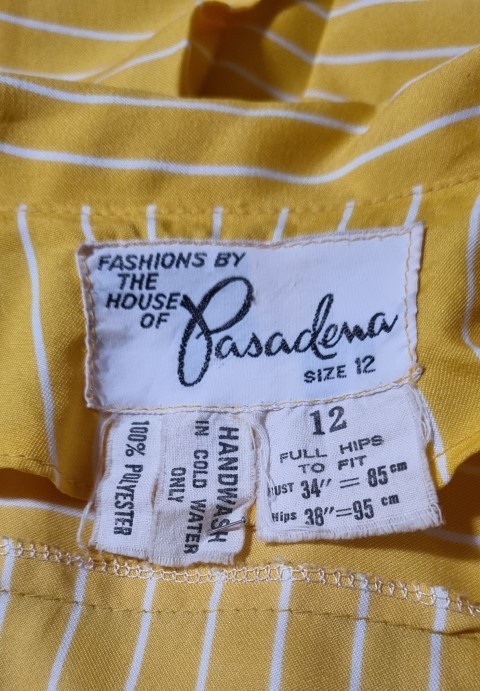 FASHIONS BY
THE
HOUSE
OF
Pasadena
SIZE 12
100% POLYESTER
HANDWASH
IN COLD WATER
ONLY
12
FULL HIPS
TO FIT
BUST 34" = 85 cm
Hips 38" = 95 cm